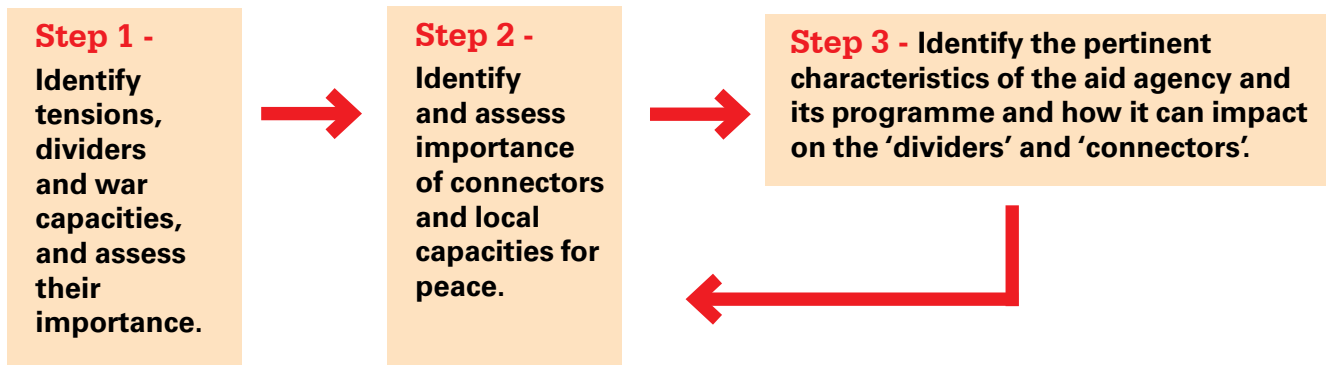 Step 1 -
Identify
tensions,
dividers
and war
capacities,
and assess
their
importance.
Step 2 -
Identify
and assess
importance
of connectors
and local
capacities for
peace.
Step 3 - Identify the pertinent
characteristics of the aid agency and
its programme and how it can impact
on the ‘dividers’ and ‘connectors’.